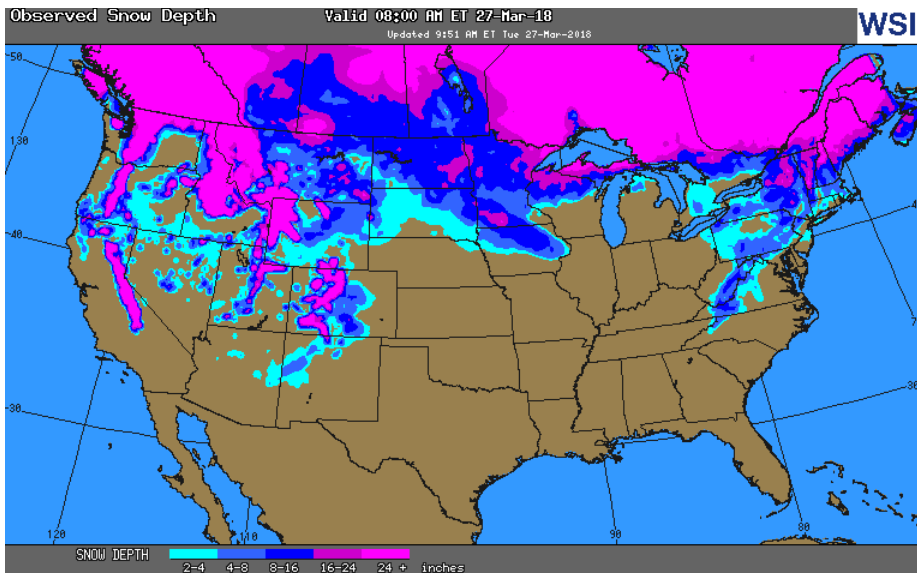 Observed Snow Depth
Valid 08:00 AM ET 27-Mar-18
Updated 9:51 AM ET Tue 27-Mar-2018
WSI
-50
130
-40
-30
120
110
90
80
30
SNOW DEPTH
2-4 4-8 8-16 16-24 24 + inches